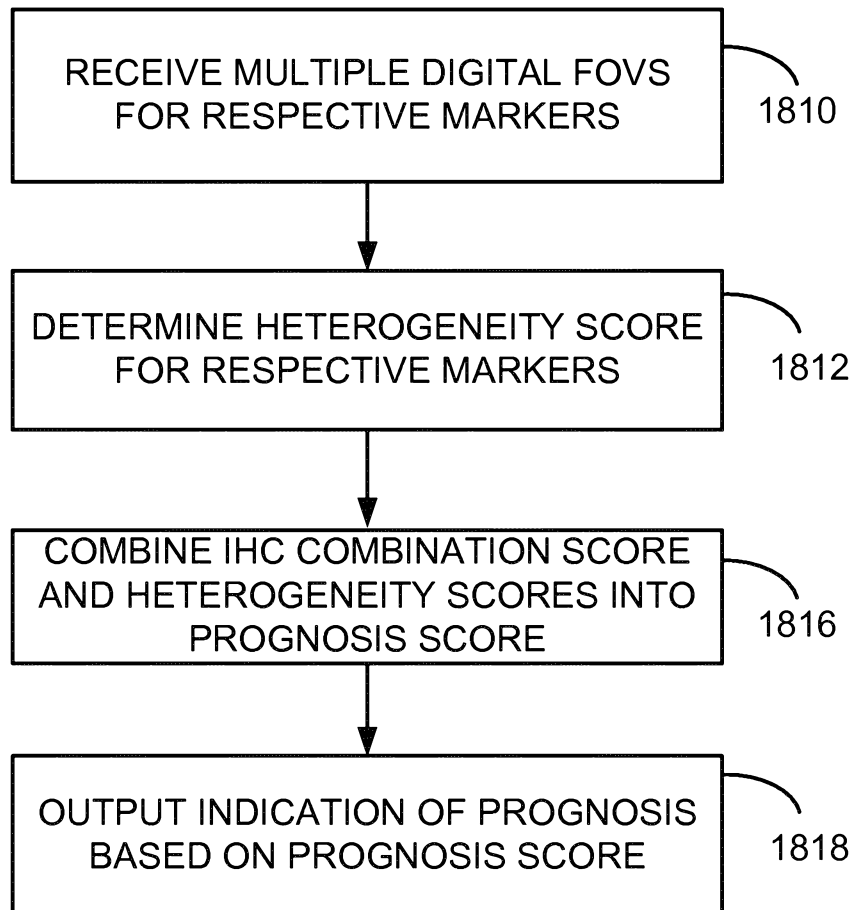 RECEIVE MULTIPLE DIGITAL FOVS
FOR RESPECTIVE MARKERS
1810
DETERMINE HETEROGENEITY SCORE
FOR RESPECTIVE MARKERS
1812
COMBINE IHC COMBINATION SCORE
AND HETEROGENEITY SCORES INTO
PROGNOSIS SCORE
1816
OUTPUT INDICATION OF PROGNOSIS
BASED ON PROGNOSIS SCORE
1818